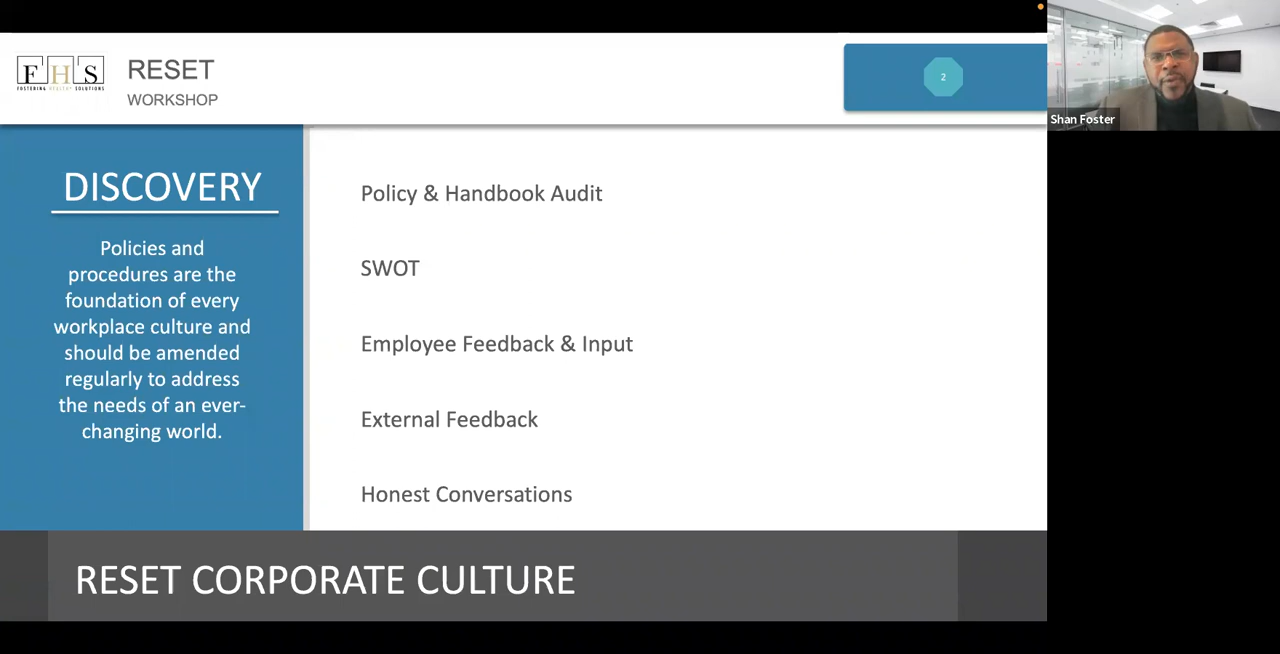 FHS
FOSTERING HEALTHY SOLUTIONS
RESET
WORKSHOP
2
Shan Foster
DISCOVERY
Policies and
procedures are the
foundation of every
workplace culture and
should be amended
regularly to address
the needs of an ever-
changing world.
Policy & Handbook Audit
SWOT
Employee Feedback & Input
External Feedback
Honest Conversations
RESET CORPORATE CULTURE